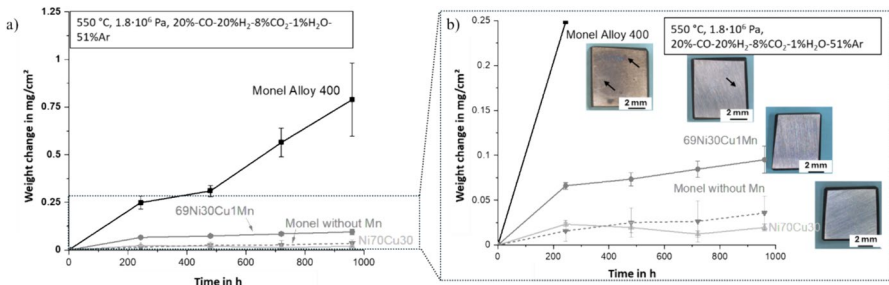 a)
550 °C, 1.8·10⁶ Pa, 20%-CO-20%H₂-8%CO₂-1%H₂O-
51%Ar
Weight change in mg/cm²
1
0.75
0.5
0.25
0
Monel Alloy 400
69Ni30Cu1Mn
Monel without Mn
Ni70Cu30
0
200
400
600
800
1000
Time in h
b)
550 °C, 1.8·10⁶ Pa,
20%-CO-20%H₂-8%CO₂-1%H₂O-51%Ar
Weight change in mg/cm²
0.25
0.2
0.15
0.1
0.05
0
Monel Alloy 400
2 mm
2 mm
69Ni30Cu1Mn
2 mm
Monel without Mn
Ni70Cu30
2 mm
0
200
400
600
800
1000
Time in h